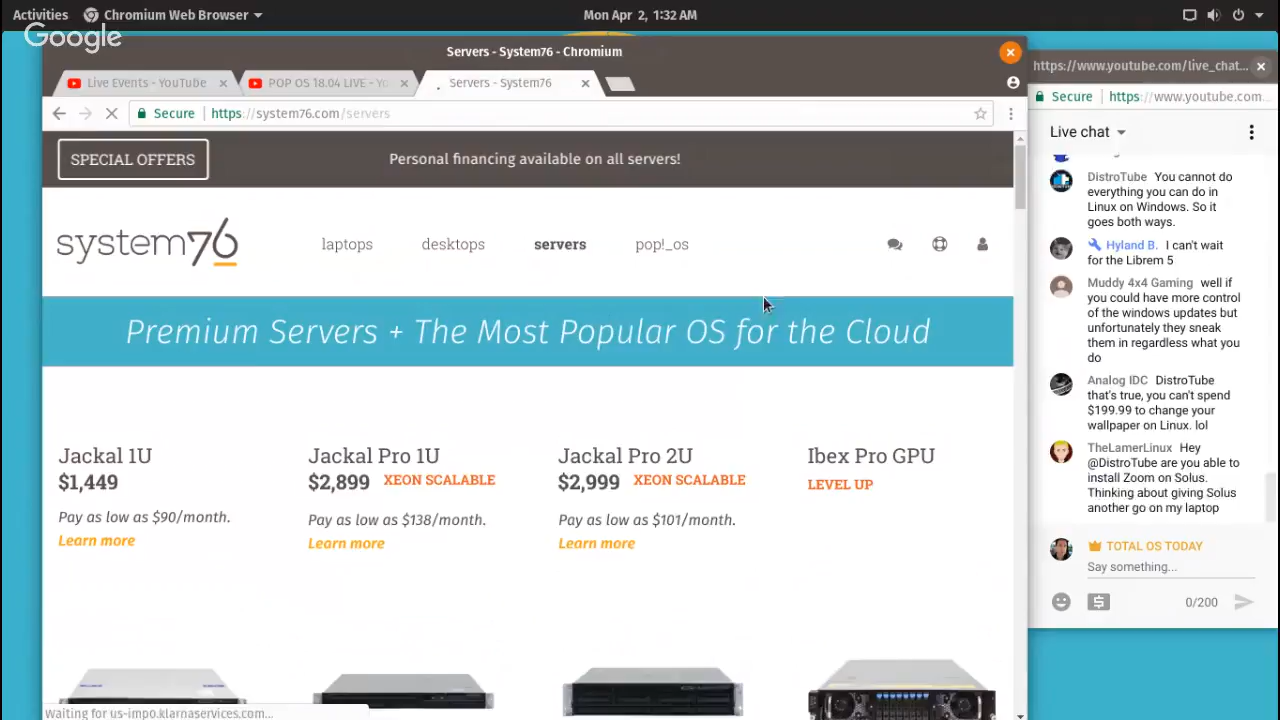 Activities
Chromium Web Browser
Mon Apr 2, 1:32 AM
Google
Servers - System76 - Chromium
Live Events - YouTube
POP OS 18.04 LIVE - Yo
Servers - System76
Secure
https://system76.com/servers
SPECIAL OFFERS
Personal financing available on all servers!
system76
laptops
desktops
servers
pop!_os
Premium Servers + The Most Popular OS for the Cloud
Jackal 1U
$1,449
Pay as low as $90/month.
Learn more
Jackal Pro 1U
$2,899 XEON SCALABLE
Pay as low as $138/month.
Learn more
Jackal Pro 2U
$2,999 XEON SCALABLE
Pay as low as $101/month.
Learn more
Ibex Pro GPU
LEVEL UP
Waiting for us-imp0.klarnaservices.com...
https://www.youtube.com/live_chat...
Secure
https://www.youtube.com...
Live chat
DistroTube You cannot do
everything you can do in
Linux on Windows. So it
goes both ways.
Hyland B. I can't wait
for the Librem 5
Muddy 4x4 Gaming well if
you could have more control
of the windows updates but
unfortunately they sneak
them in regardless what you
do
Analog IDC DistroTube
that's true, you can't spend
$199.99 to change your
wallpaper on Linux. lol
TheLamerLinux Hey
@DistroTube are you able to
install Zoom on Solus.
Thinking about giving Solus
another go on my laptop
TOTAL OS TODAY
Say something...
0/200